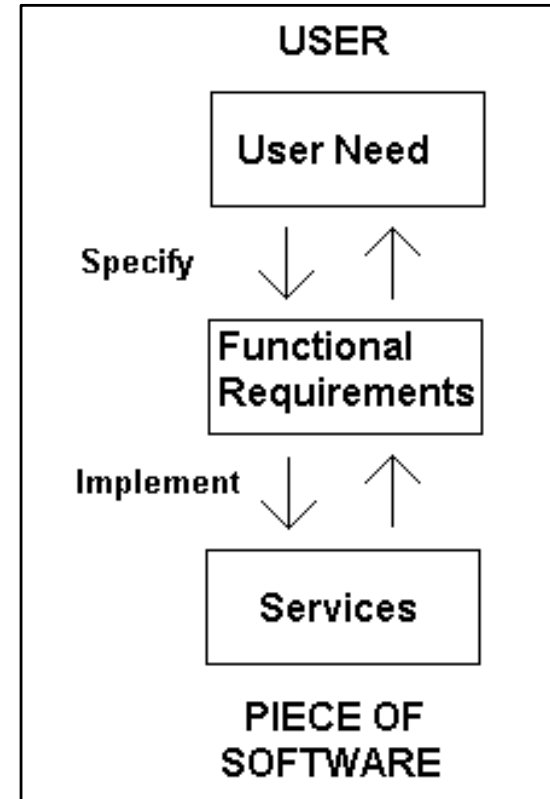 USER
User Need
Specify
Functional
Requirements
Implement
Services
PIECE OF
SOFTWARE